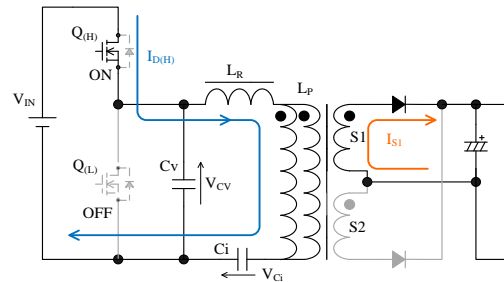 Q(H)
ON
ID(H)
LR
LP
VIN
Q(L)
OFF
Cv
VCV
S1
IS1
+
S2
Ci
VCi